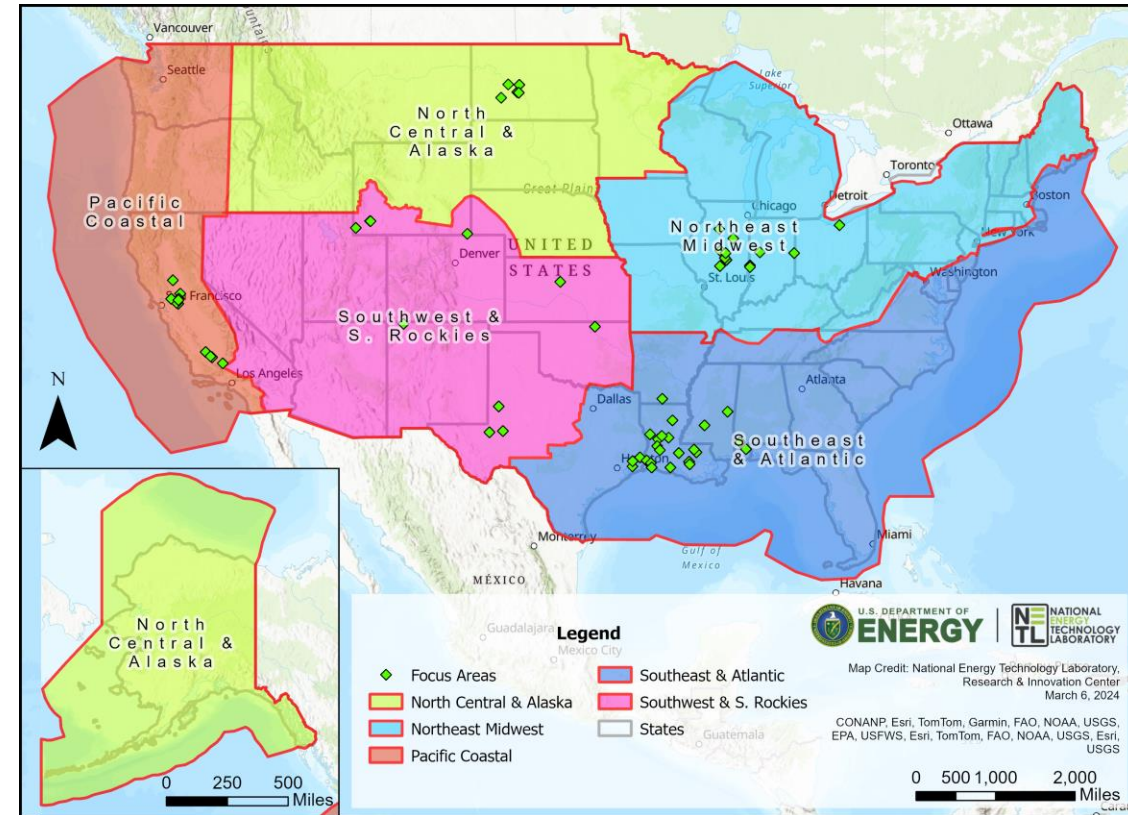 Vancouver
Seattle
North
Central &
Alaska
Lake
Superior
Ottawa
Toronto
Pacific
Coastal
Great Plain
Chicago
Detroit
Boston
Northeast
Midwest
New York
UNITED
STATES
Denver
St. Louis
Washington
San Francisco
Southwest &
S. Rockies
Los Angeles
N
Dallas
Atlanta
Southeast
& Atlantic
Houston
Monterrey
Gulf of
Mexico
Miami
MÉXICO
Havana
North
Central &
Alaska
0 250 500
Miles
Guadalajara
Mexico City
Guatemala
Legend
Focus Areas
North Central & Alaska
Northeast Midwest
Pacific Coastal
Southeast & Atlantic
Southwest & S. Rockies
States
U.S. DEPARTMENT OF
ENERGY
NETL
NATIONAL
ENERGY
TECHNOLOGY
LABORATORY
Map Credit: National Energy Technology Laboratory,
Research & Innovation Center
March 6, 2024
CONANP, Esri, TomTom, Garmin, FAO, NOAA, USGS,
EPA, USFWS, Esri, TomTom, FAO, NOAA, USGS, Esri,
USGS
0 500 1,000 2,000
Miles